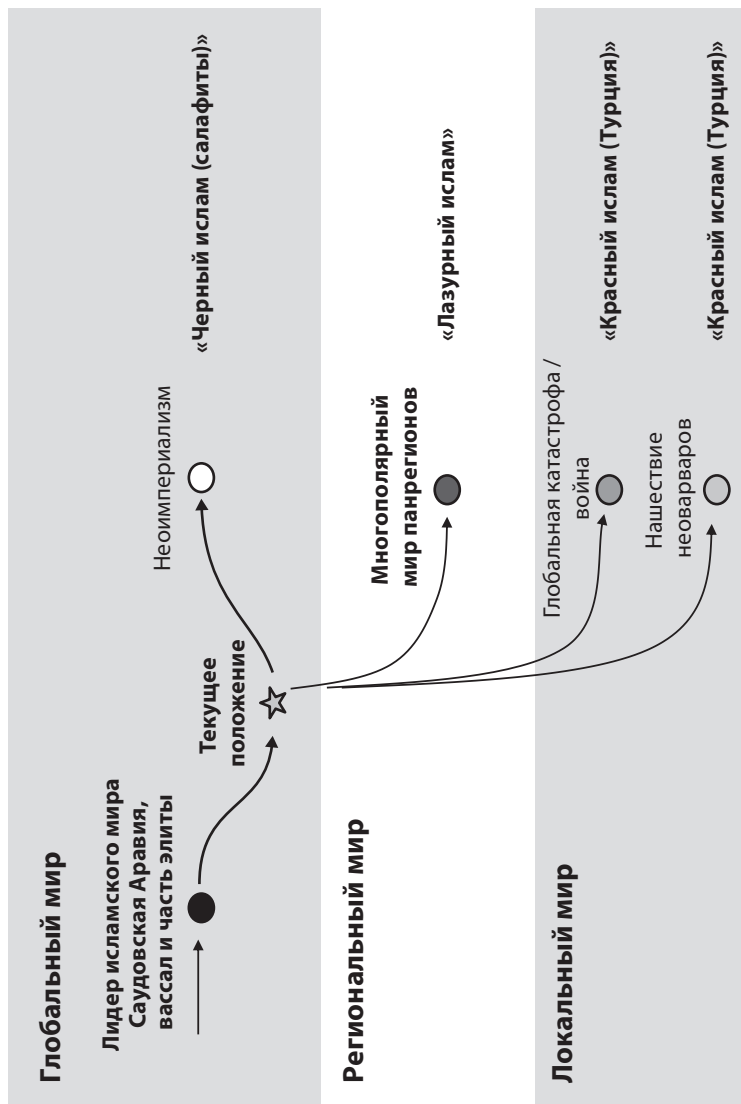 Глобальный мир
Лидер исламского мира
Саудовская Аравия,
вассал и часть элиты
Текущее
положение
Неоимпериализм
«Черный ислам (салафиты)»
Региональный мир
Многополярный
мир панрегионов
«Лазурный ислам»
Локальный мир
Глобальная катастрофа /
война
«Красный ислам (Турция)»
Нашествие
неоварваров
«Красный ислам (Турция)»